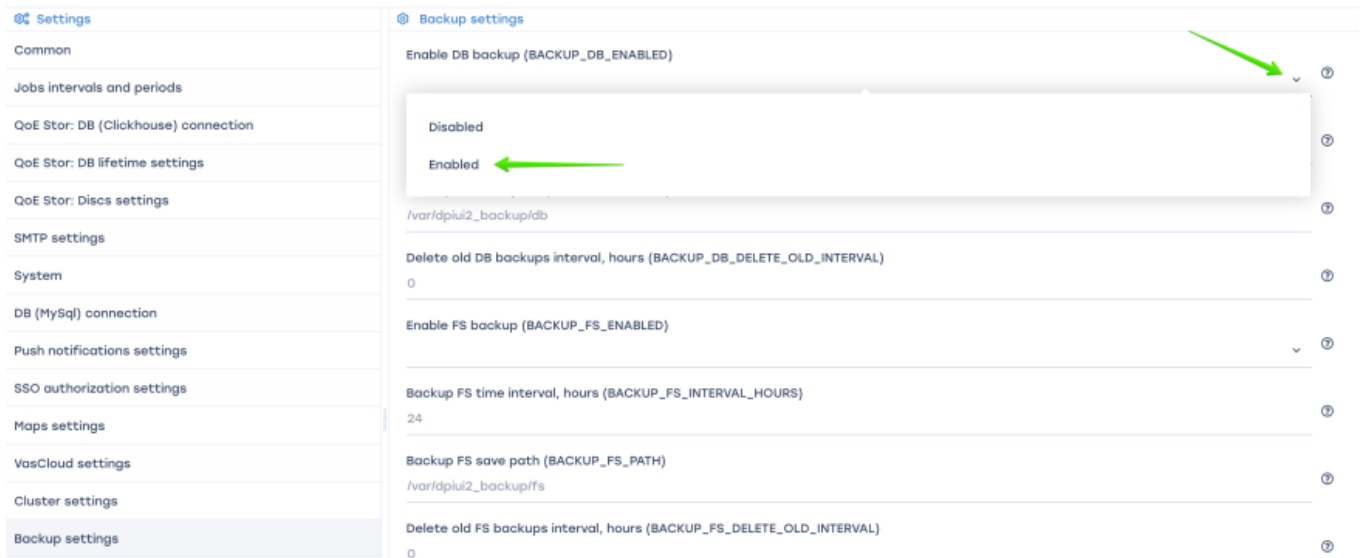 Settings
Common
Jobs intervals and periods
QoE Stor: DB (Clickhouse) connection
QoE Stor: DB lifetime settings
QoE Stor: Discs settings
SMTP settings
System
DB (MySql) connection
Push notifications settings
SSO authorization settings
Maps settings
VasCloud settings
Cluster settings
Backup settings
Backup settings
Enable DB backup (BACKUP_DB_ENABLED)
Disabled
Enabled
/var/dpiui2_backup/db
Delete old DB backups interval, hours (BACKUP_DB_DELETE_OLD_INTERVAL)
0
Enable FS backup (BACKUP_FS_ENABLED)
Backup FS time interval, hours (BACKUP_FS_INTERVAL_HOURS)
24
Backup FS save path (BACKUP_FS_PATH)
/var/dpiui2_backup/fs
Delete old FS backups interval, hours (BACKUP_FS_DELETE_OLD_INTERVAL)
0